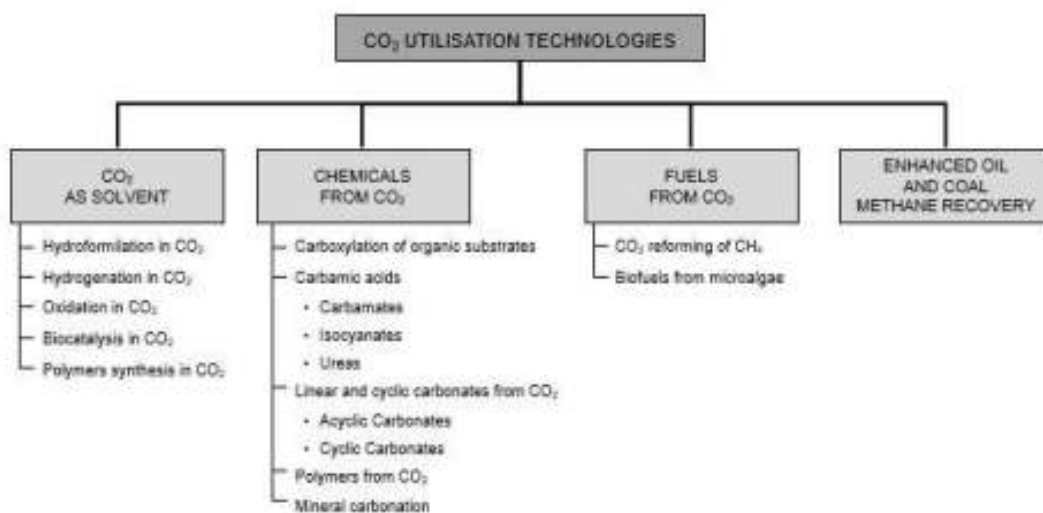 CO₂ UTILISATION TECHNOLOGIES
CO₂
AS SOLVENT
Hydroformilation in CO₂
Hydrogenation in CO₂
Oxidation in CO₂
Biocatalysis in CO₂
Polymers synthesis in CO₂
CHEMICALS
FROM CO₂
Carboxylation of organic substrates
Carbamic acids
• Carbamates
• Isocyanates
• Ureas
Linear and cyclic carbonates from CO₂
• Acyclic Carbonates
• Cyclic Carbonates
Polymers from CO₂
Mineral carbonation
FUELS
FROM CO₂
CO₂ reforming of CH₄
Biofuels from microalgae
ENHANCED OIL
AND COAL
METHANE RECOVERY